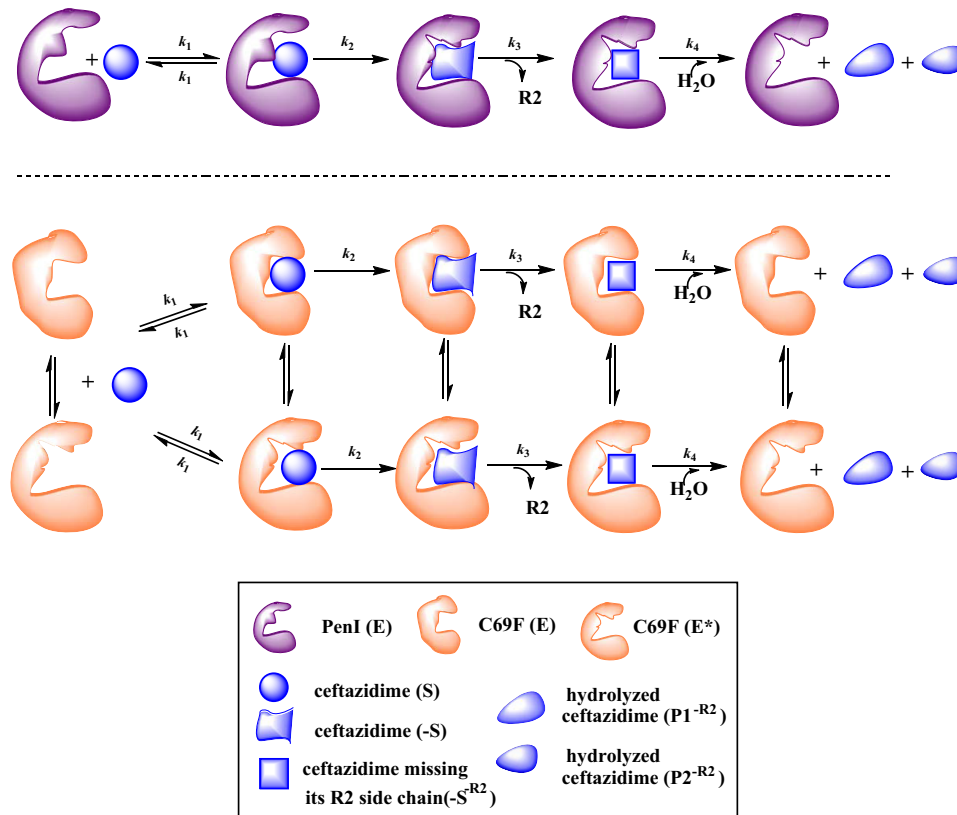 k1 k2 k3 k4
+
k1
R2 H2O + +
k2 k3 k4
k1 R2 H2O + +
k1
+
k1 k2 k3 k4
k1
R2 H2O + +
PenI (E) C69F (E) C69F (E*)
ceftazidime (S)
ceftazidime (-S)
ceftazidime missing
its R2 side chain(-S-R2)
hydrolyzed
ceftazidime (P1-R2)
hydrolyzed
ceftazidime (P2-R2)